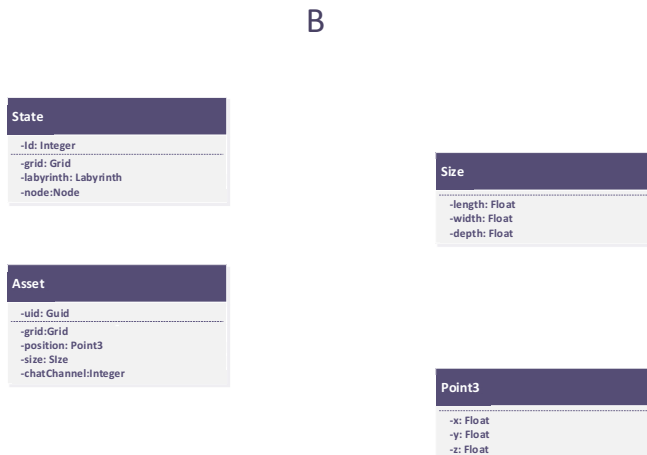 B
State
-Id: Integer
-grid: Grid
-labyrinth: Labyrinth
-node:Node
Size
-length: Float
-width: Float
-depth: Float
Asset
-uid: Guid
-grid:Grid
-position: Point3
-size: SIze
-chatChannel:Integer
Point3
-x: Float
-y: Float
-z: Float